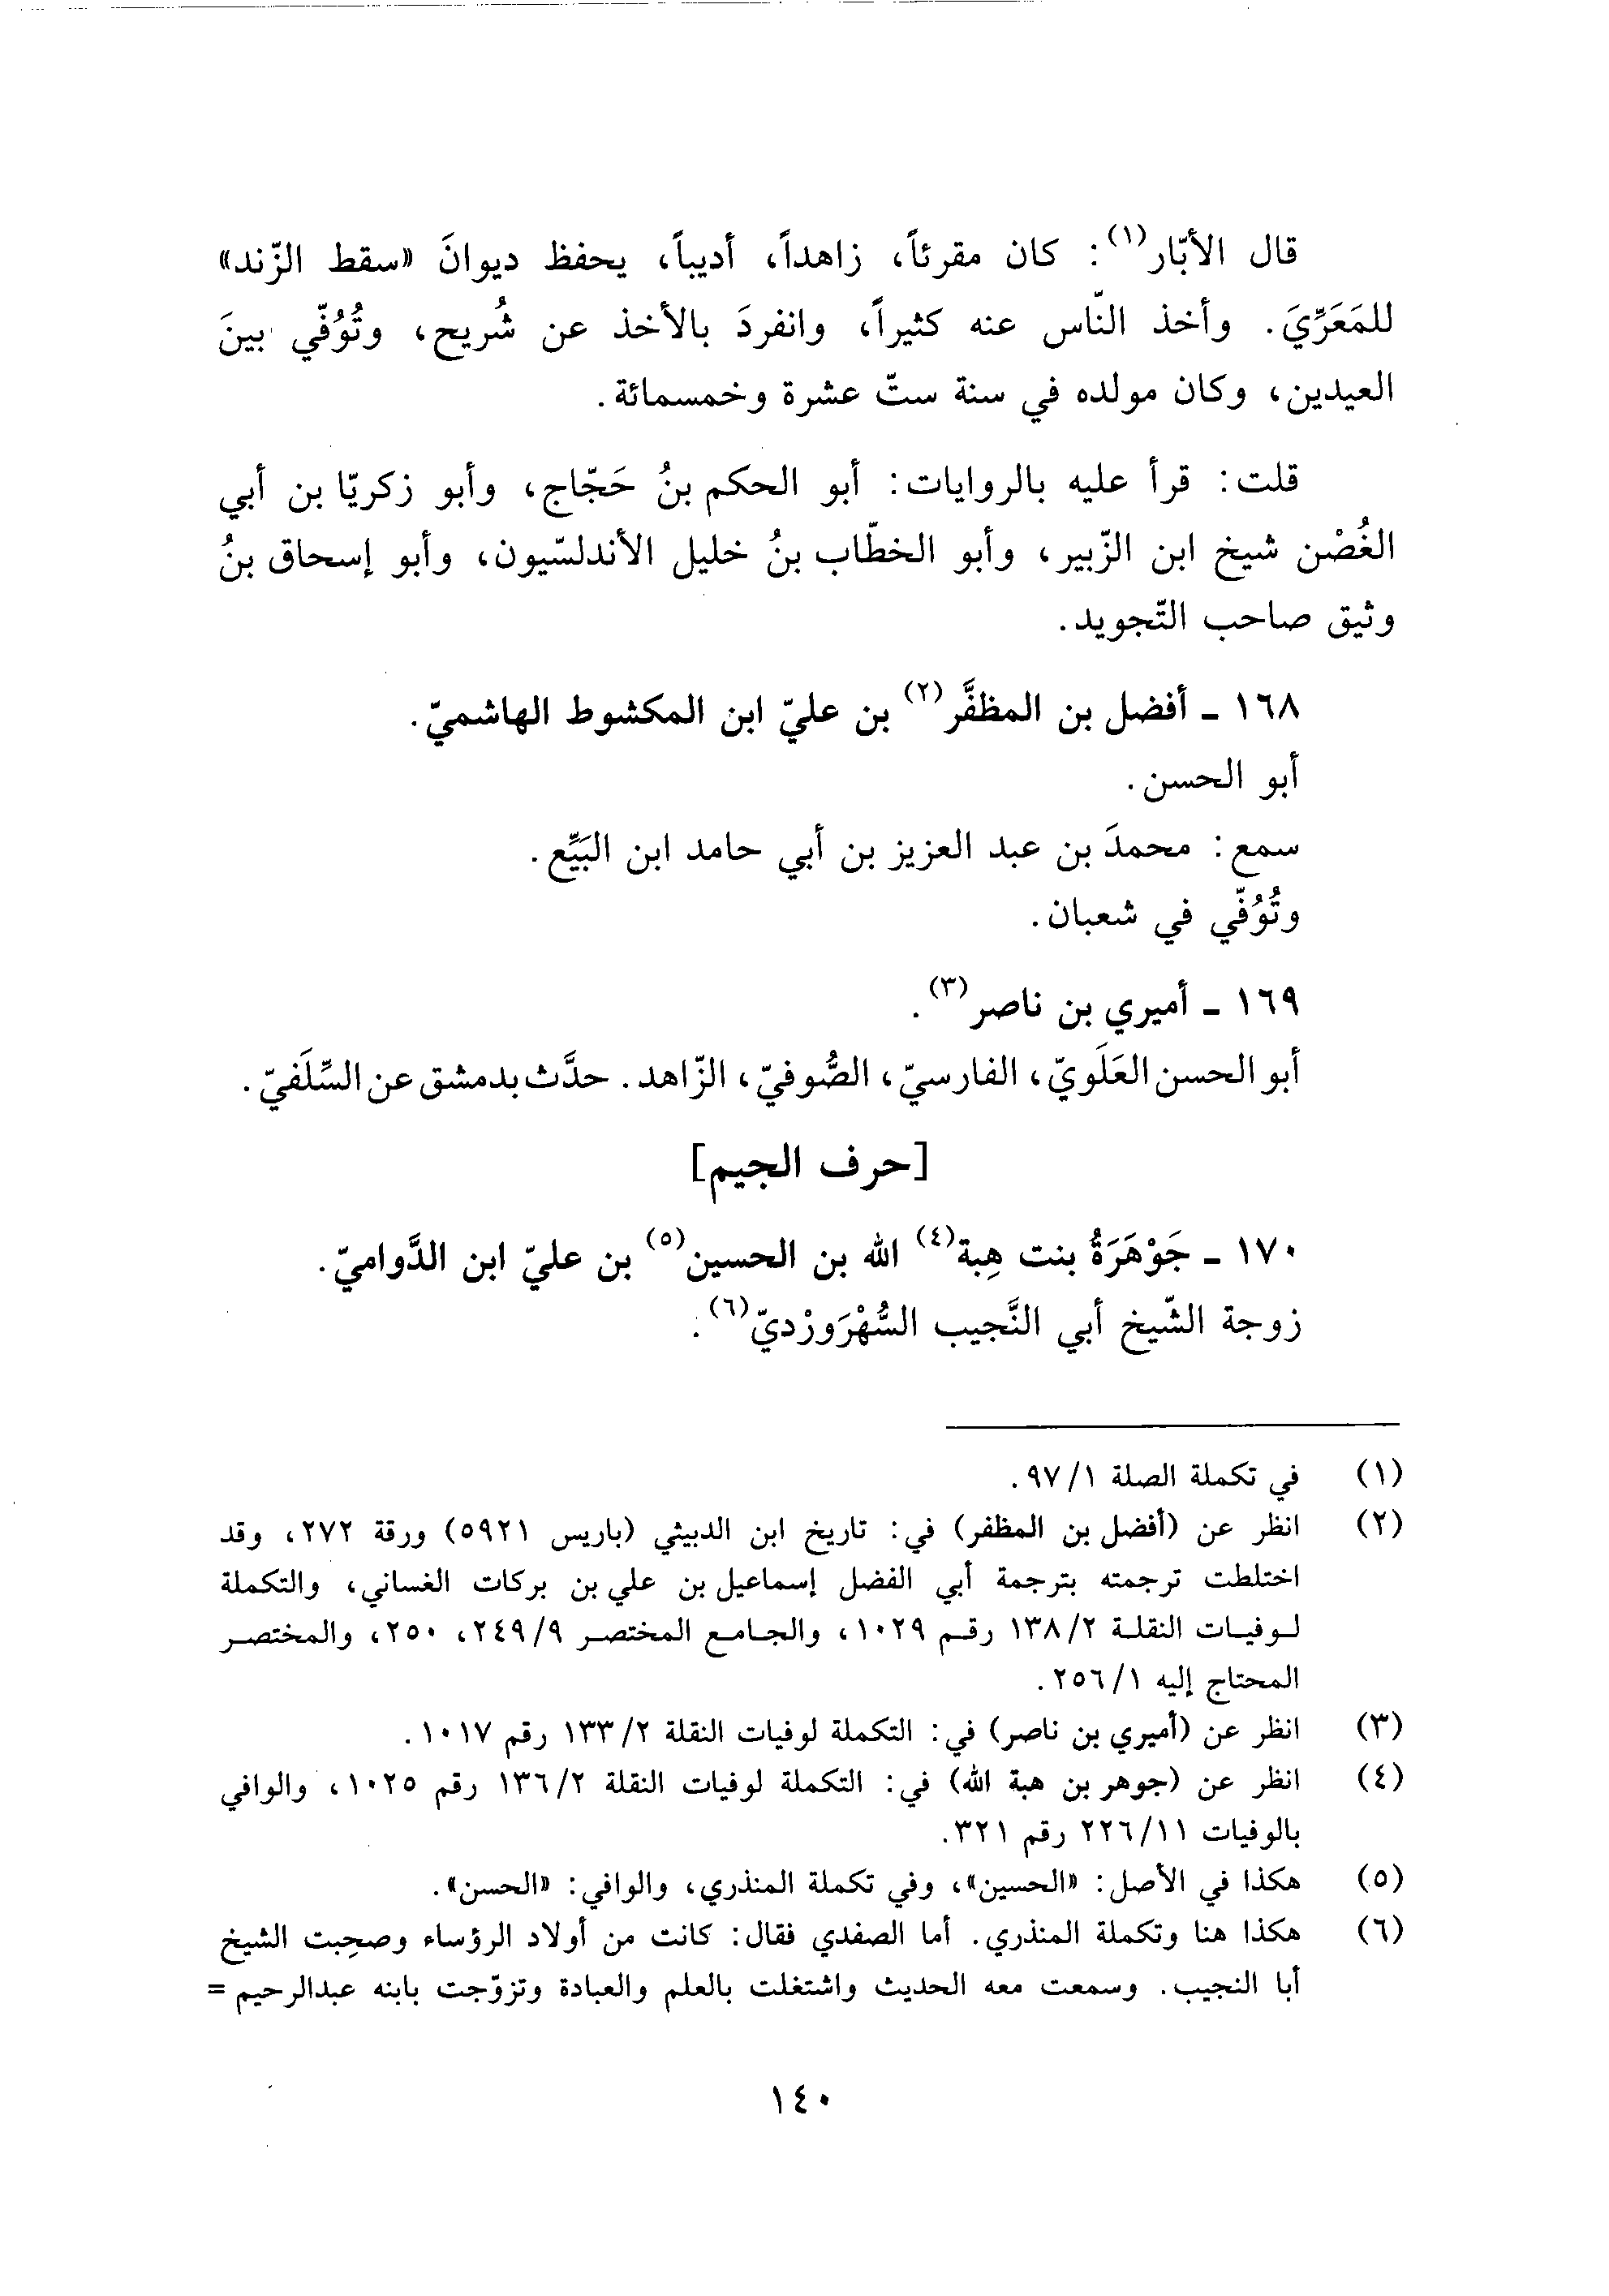 قال الأبّار(١): كان مقرئاً، زاهداً، أديباً، يحفظ ديوانَ «سقط الزّند»
للمَعَرِّيَ. وأخذ النّاس عنه كثيراً، وانفردَ بالأخذ عن شُريح، وتُوُفّي بينَ
العيدين، وكان مولده في سنة ستّ عشرة وخمسمائة.
قلت: قرأ عليه بالروايات: أبو الحكم بنُ حَجّاج، وأبو زكريّا بن أبي
الغُصْن شيخ ابن الزّبير، وأبو الخطّاب بنُ خليل الأندلسّيون، وأبو إسحاق بنُ
وثيق صاحب التّجويد.
١٦٨ ـ أفضل بن المظفَّر(٢) بن عليّ ابن المكشوط الهاشميّ.
أبو الحسن.
سمع: محمدَ بن عبد العزيز بن أبي حامد ابن البَيِّع.
وتُوُفّي في شعبان.
١٦٩ ـ أميري بن ناصر(٣).
أبو الحسن العَلَويّ، الفارسيّ، الصُّوفيّ، الزّاهد. حدَّث بدمشق عن السِّلَفيّ.
[حرف الجيم]
١٧٠ ـ جَوْهَرَةُ بنت هِبة(٤) الله بن الحسين(٥) بن عليّ ابن الدَّواميّ.
زوجة الشّيخ أبي النَّجيب السُّهْرَورْديّ(٦).
(١) في تكملة الصلة ٩٧/١.
(٢) انظر عن (أفضل بن المظفر) في: تاريخ ابن الدبيثي (باريس ٥٩٢١) ورقة ٢٧٢، وقد
اختلطت ترجمته بترجمة أبي الفضل إسماعيل بن علي بن بركات الغساني، والتكملة
لوفيات النقلة ١٣٨/٢ رقم ١٠٢٩، والجامع المختصر ٢٤٩/٩، ٢٥٠، والمختصر
المحتاج إليه ٢٥٦/١.
(٣) انظر عن (أميري بن ناصر) في: التكملة لوفيات النقلة ١٣٣/٢ رقم ١٠١٧.
(٤) انظر عن (جوهر بن هبة الله) في: التكملة لوفيات النقلة ١٣٦/٢ رقم ١٠٢٥، والوافي
بالوفيات ٢٢٦/١١ رقم ٣٢١.
(٥) هكذا في الأصل: «الحسين»، وفي تكملة المنذري، والوافي: «الحسن».
(٦) هكذا هنا وتكملة المنذري. أما الصفدي فقال: كانت من أولاد الرؤساء وصحِبت الشيخ
أبا النجيب. وسمعت معه الحديث واشتغلت بالعلم والعبادة وتزوّجت بابنه عبدالرحيم =
١٤٠